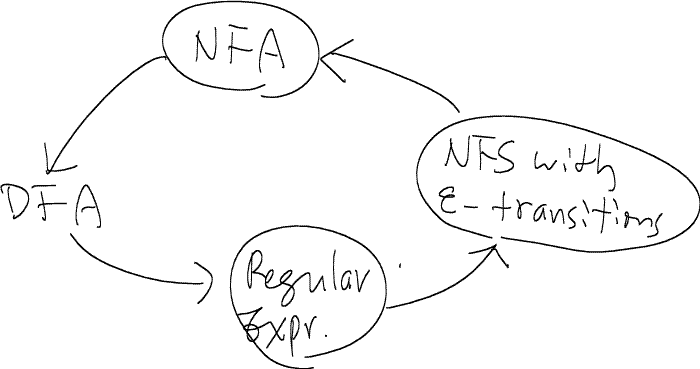 NFA
NFS with
ε-transitions
DFA
Regular
Expr.